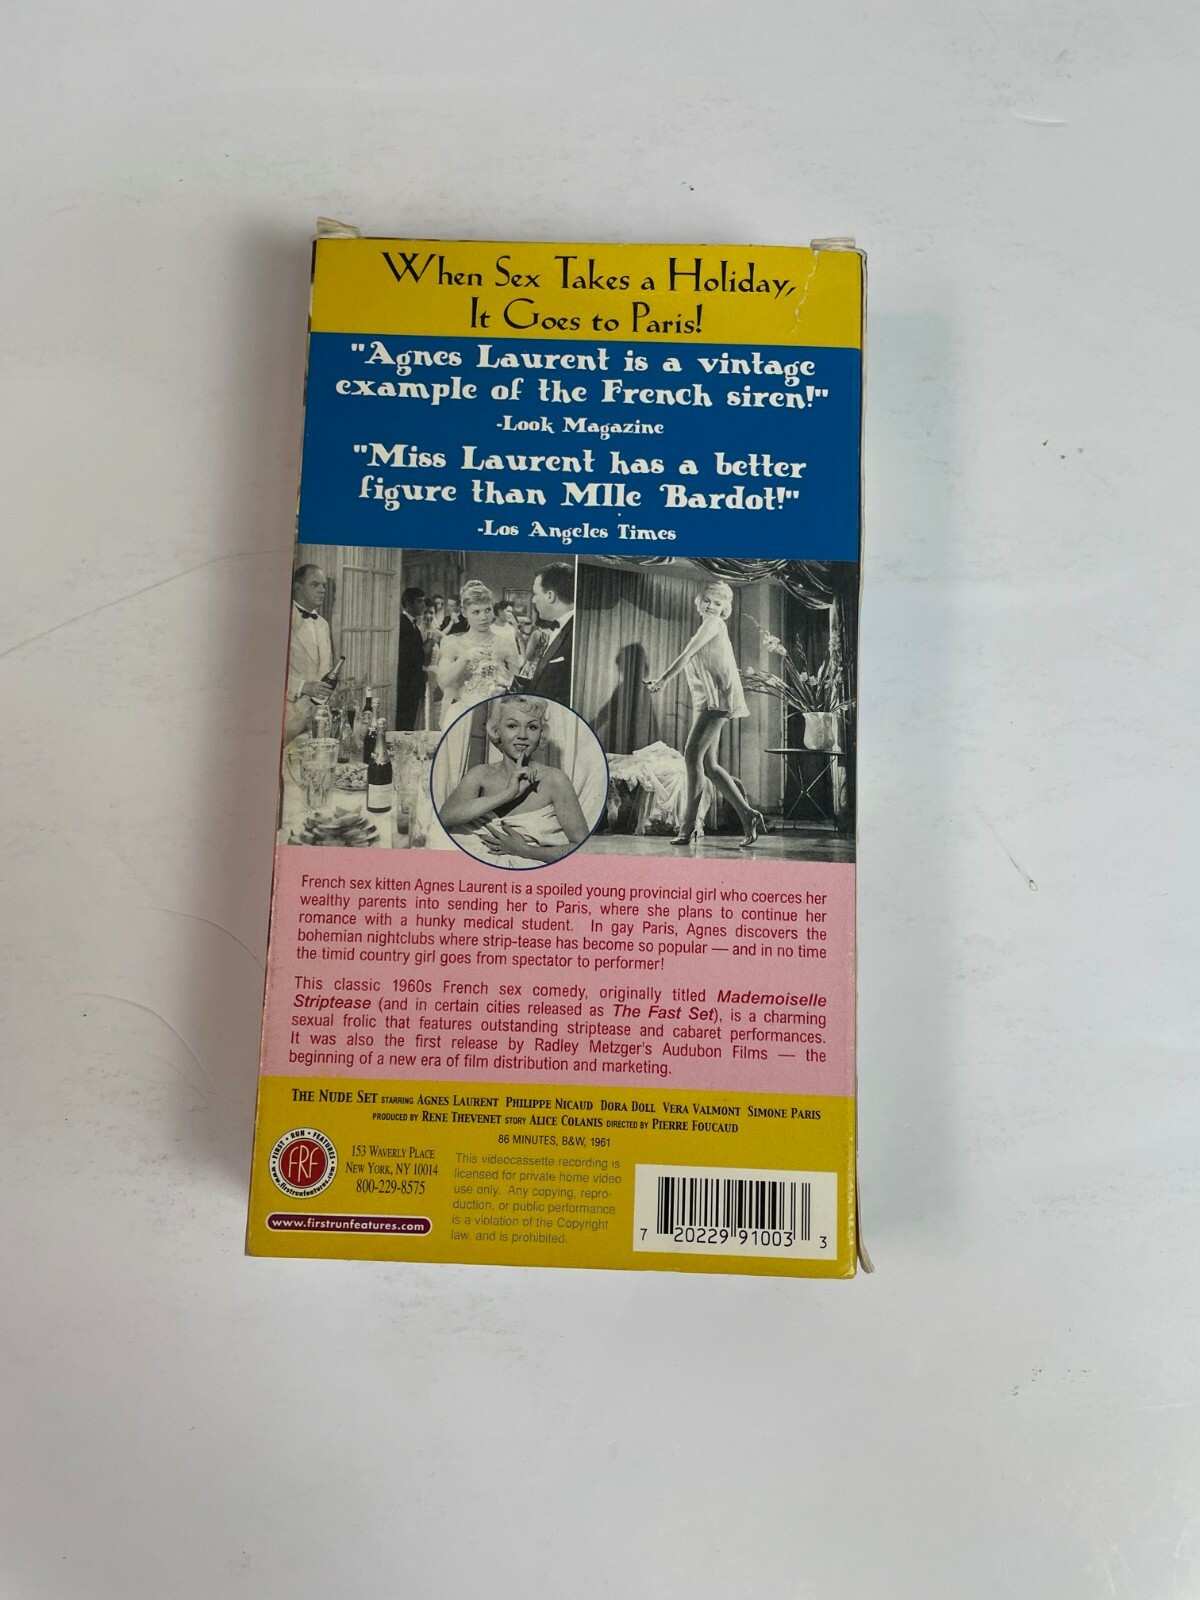 When Sex Takes a Holiday,
It Goes to Paris!
"Agnes Laurent is a vintage
example of the French siren!"
-Look Magazine
"Miss Laurent has a better
figure than Mlle Bardot!"
-Los Angeles Times
French sex kitten Agnes Laurent is a spoiled young provincial girl who coerces her
wealthy parents into sending her to Paris, where she plans to continue her
romance with a hunky medical student. In gay Paris, Agnes discovers the
bohemian nightclubs where strip-tease has become so popular — and in no time
the timid country girl goes from spectator to performer!
This classic 1960s French sex comedy, originally titled Mademoiselle
Striptease (and in certain cities released as The Fast Set), is a charming
sexual frolic that features outstanding striptease and cabaret performances.
It was also the first release by Radley Metzger's Audubon Films — the
beginning of a new era of film distribution and marketing.
THE NUDE SET STARRING AGNES LAURENT PHILIPPE NICAUD DORA DOLL VERA VALMONT SIMONE PARIS
PRODUCED BY RENE THEVENET STORY ALICE COLANIS DIRECTED BY PIERRE FOUCAUD
86 MINUTES, B&W, 1961
FIRST • RUN • FEATURES
FRF
www.firstrunfeatures.com
153 WAVERLY PLACE
NEW YORK, NY 10014
800-229-8575
www.firstrunfeatures.com
This videocassette recording is
licensed for private home video
use only. Any copying, repro-
duction, or public performance
is a violation of the Copyright
law, and is prohibited.
7 20229 91003 3